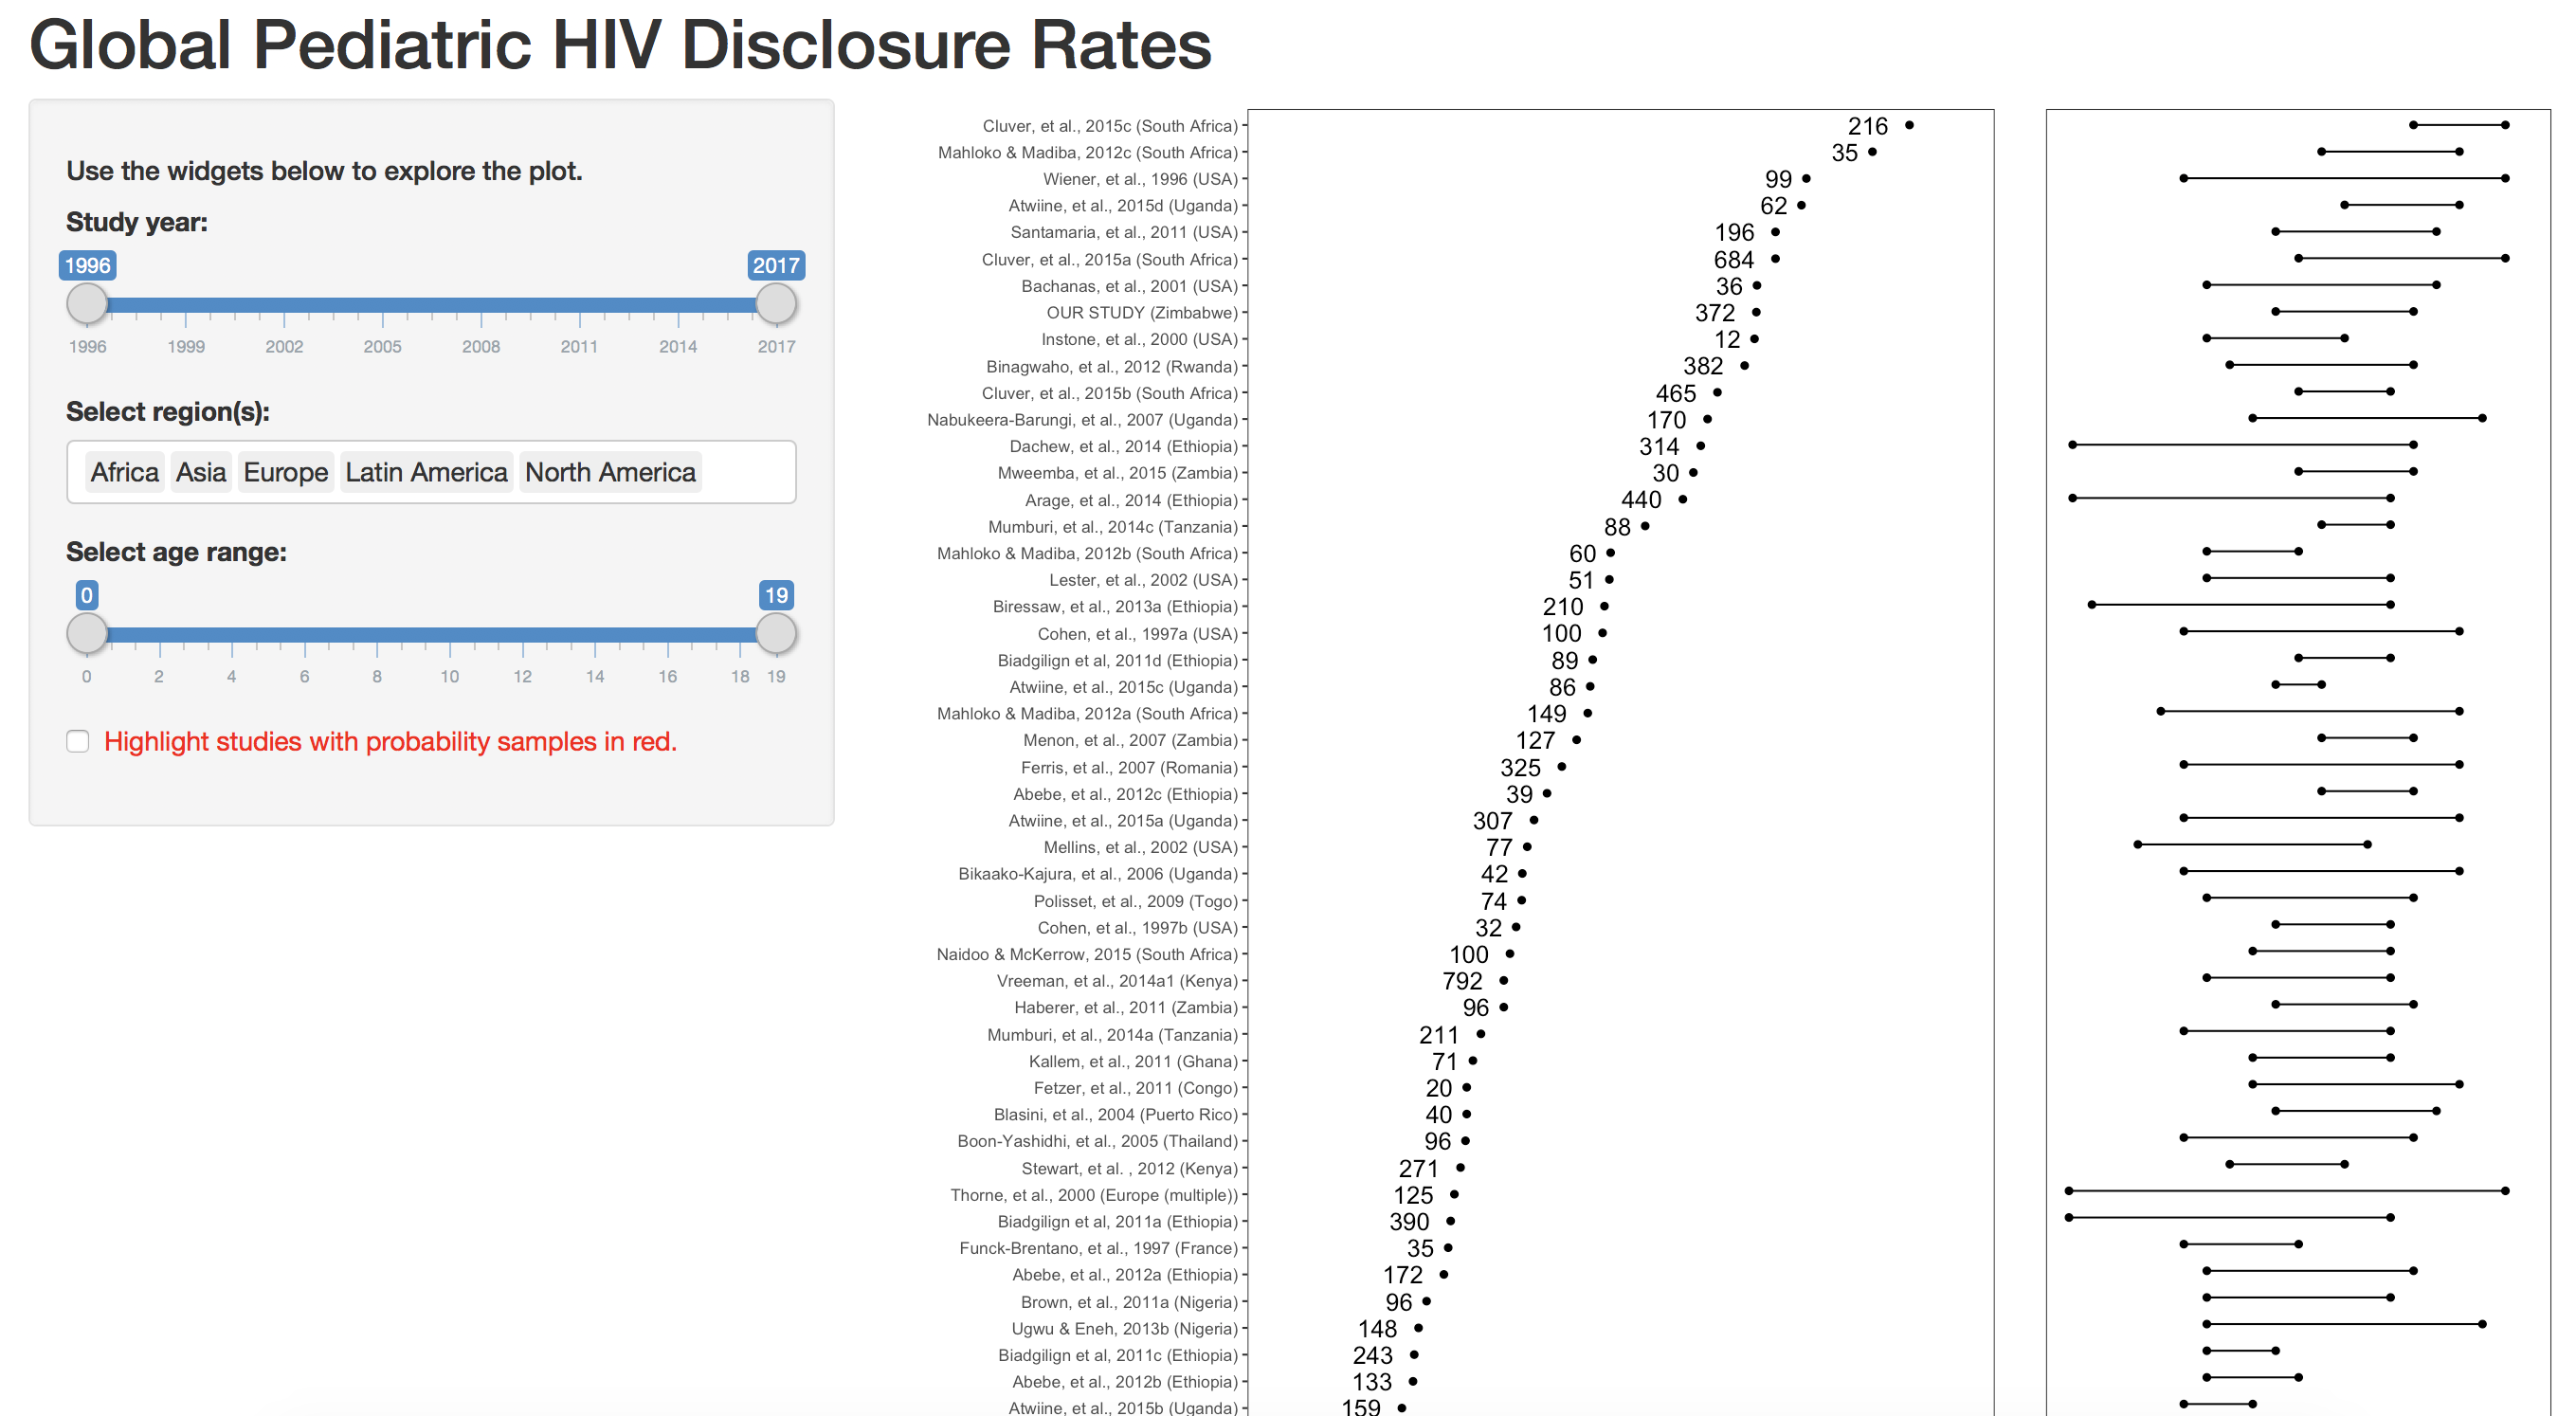 Global Pediatric HIV Disclosure Rates
Use the widgets below to explore the plot.
Study year:
1996 2017
1996 1999 2002 2005 2008 2011 2014 2017
Select region(s):
Africa Asia Europe Latin America North America
Select age range:
0 19
0 2 4 6 8 10 12 14 16 18 19
Highlight studies with probability samples in red.
Cluver, et al., 2015c (South Africa) 216
Mahloko & Madiba, 2012c (South Africa) 35
Wiener, et al., 1996 (USA) 99
Atwiine, et al., 2015d (Uganda) 62
Santamaria, et al., 2011 (USA) 196
Cluver, et al., 2015a (South Africa) 684
Bachanas, et al., 2001 (USA) 36
OUR STUDY (Zimbabwe) 372
Instone, et al., 2000 (USA) 12
Binagwaho, et al., 2012 (Rwanda) 382
Cluver, et al., 2015b (South Africa) 465
Nabukeera-Barungi, et al., 2007 (Uganda) 170
Dachew, et al., 2014 (Ethiopia) 314
Mweemba, et al., 2015 (Zambia) 30
Arage, et al., 2014 (Ethiopia) 440
Mumburi, et al., 2014c (Tanzania) 88
Mahloko & Madiba, 2012b (South Africa) 60
Lester, et al., 2002 (USA) 51
Biressaw, et al., 2013a (Ethiopia) 210
Cohen, et al., 1997a (USA) 100
Biadgilign et al, 2011d (Ethiopia) 89
Atwiine, et al., 2015c (Uganda) 86
Mahloko & Madiba, 2012a (South Africa) 149
Menon, et al., 2007 (Zambia) 127
Ferris, et al., 2007 (Romania) 325
Abebe, et al., 2012c (Ethiopia) 39
Atwiine, et al., 2015a (Uganda) 307
Mellins, et al., 2002 (USA) 77
Bikaako-Kajura, et al., 2006 (Uganda) 42
Polisset, et al., 2009 (Togo) 74
Cohen, et al., 1997b (USA) 32
Naidoo & McKerrow, 2015 (South Africa) 100
Vreeman, et al., 2014a1 (Kenya) 792
Haberer, et al., 2011 (Zambia) 96
Mumburi, et al., 2014a (Tanzania) 211
Kallem, et al., 2011 (Ghana) 71
Fetzer, et al., 2011 (Congo) 20
Blasini, et al., 2004 (Puerto Rico) 40
Boon-Yashidhi, et al., 2005 (Thailand) 96
Stewart, et al. , 2012 (Kenya) 271
Thorne, et al., 2000 (Europe (multiple)) 125
Biadgilign et al, 2011a (Ethiopia) 390
Funck-Brentano, et al., 1997 (France) 35
Abebe, et al., 2012a (Ethiopia) 172
Brown, et al., 2011a (Nigeria) 96
Ugwu & Eneh, 2013b (Nigeria) 148
Biadgilign et al, 2011c (Ethiopia) 243
Abebe, et al., 2012b (Ethiopia) 133
Atwiine, et al., 2015b (Uganda) 159